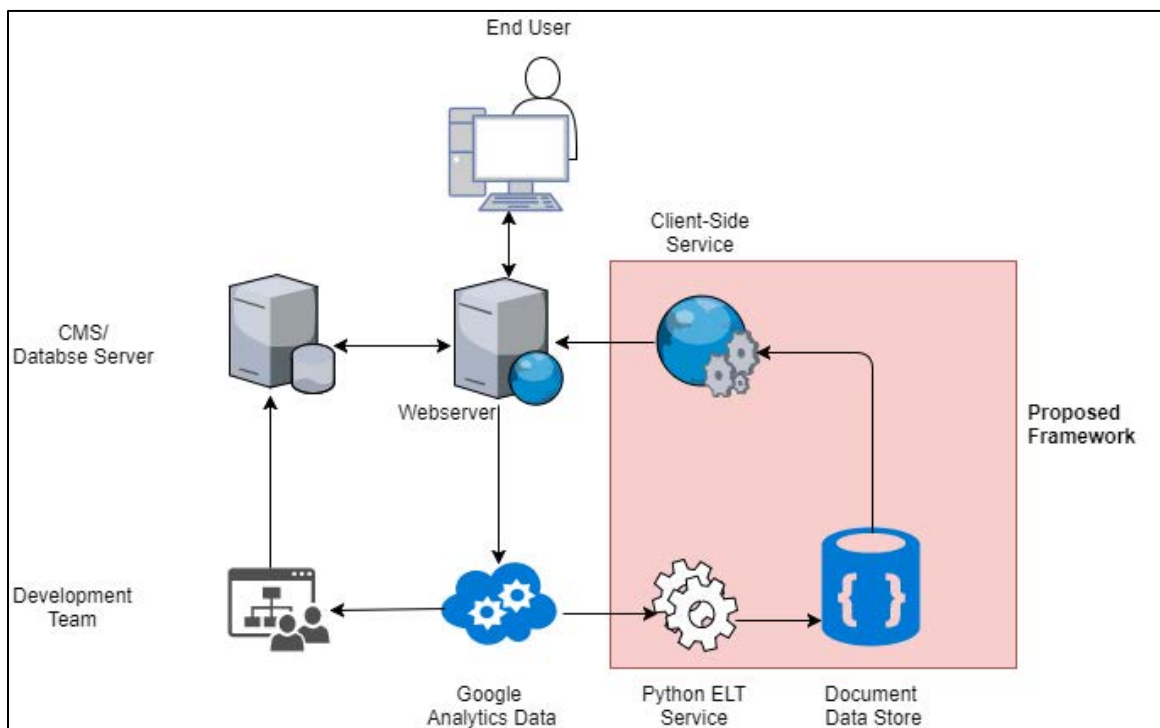 End User
Client-Side
Service
CMS/
Databse Server
Webserver
Proposed
Framework
Development
Team
Google
Analytics Data
Python ELT
Service
Document
Data Store
{ }